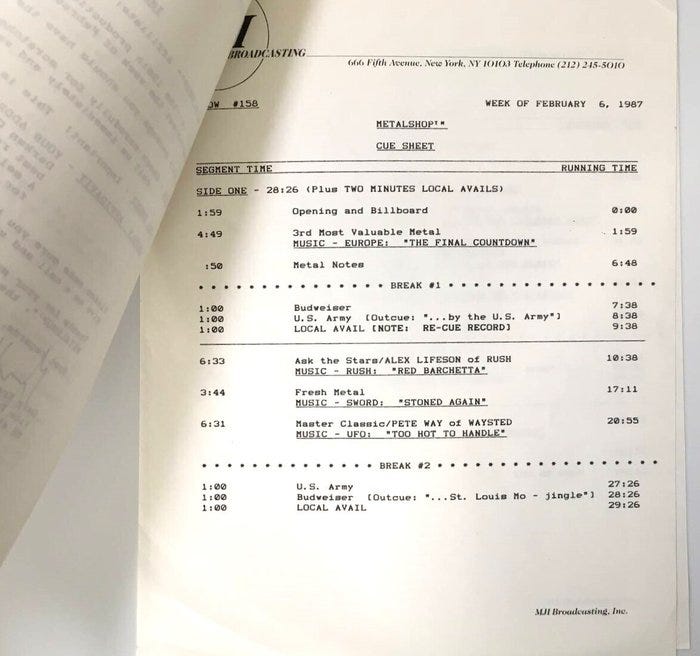 I
BROADCASTING
666 Fifth Avenue, New York, NY 10103 Telephone (212) 245-5010
OW #158 WEEK OF FEBRUARY 6, 1987
METALSHOP™
CUE SHEET
SEGMENT TIME RUNNING TIME
SIDE ONE - 28:26 (Plus TWO MINUTES LOCAL AVAILS)
1:59 Opening and Billboard 0:00
4:49 3rd Most Valuable Metal 1:59
MUSIC - EUROPE: "THE FINAL COUNTDOWN"
:50 Metal Notes 6:48
* * * * * * * * * * * * * * BREAK #1 * * * * * * * * * * * * * * * * *
1:00 Budweiser 7:38
1:00 U.S. Army [Outcue: "...by the U.S. Army"] 8:38
1:00 LOCAL AVAIL [NOTE: RE-CUE RECORD] 9:38
6:33 Ask the Stars/ALEX LIFESON of RUSH 10:38
MUSIC - RUSH: "RED BARCHETTA"
3:44 Fresh Metal 17:11
MUSIC - SWORD: "STONED AGAIN"
6:31 Master Classic/PETE WAY of WAYSTED 20:55
MUSIC - UFO: "TOO HOT TO HANDLE"
* * * * * * * * * * * * * * BREAK #2 * * * * * * * * * * * * * * * * * *
1:00 U.S. Army 27:26
1:00 Budweiser [Outcue: "...St. Louis Mo - jingle"] 28:26
1:00 LOCAL AVAIL 29:26
MJI Broadcasting, Inc.